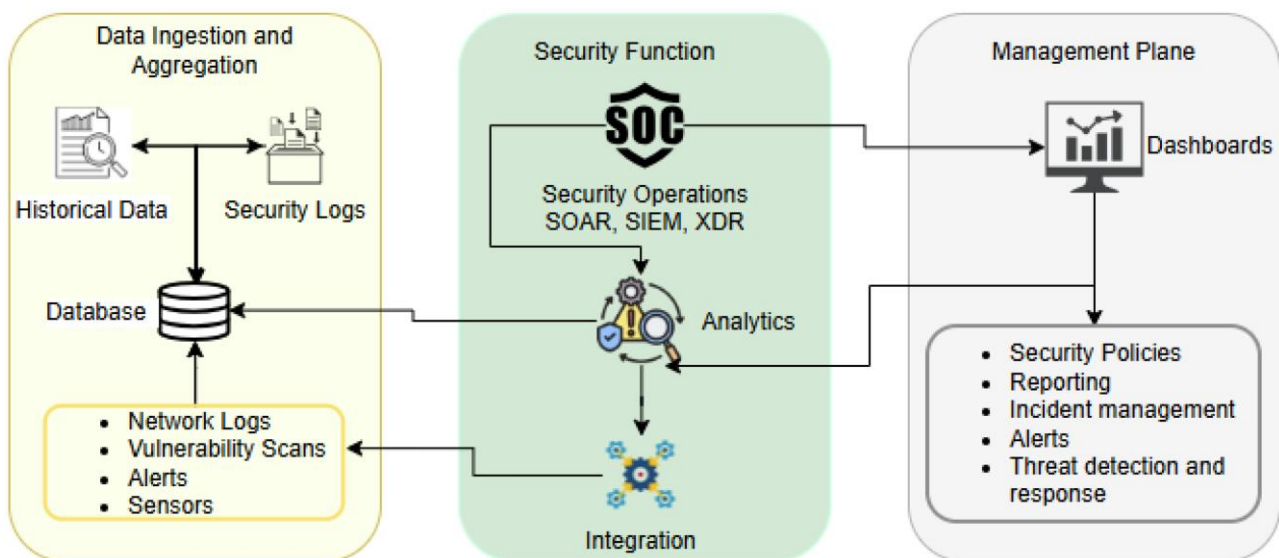 Data Ingestion and
Aggregation
Historical Data
Security Logs
Database
• Network Logs
• Vulnerability Scans
• Alerts
• Sensors
Security Function
SOC
Security Operations
SOAR, SIEM, XDR
Analytics
Integration
Management Plane
Dashboards
• Security Policies
• Reporting
• Incident management
• Alerts
• Threat detection and
response